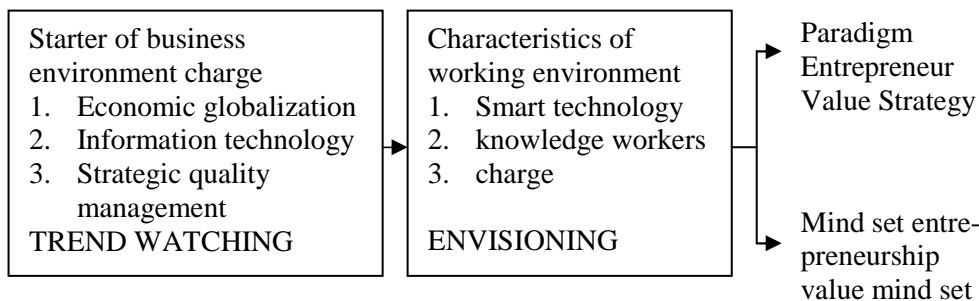 Starter of business
environment charge
1. Economic globalization
2. Information technology
3. Strategic quality
management
TREND WATCHING
Characteristics of
working environment
1. Smart technology
2. knowledge workers
3. charge
ENVISIONING
Paradigm
Entrepreneur
Value Strategy
Mind set entre-
preneurship
value mind set